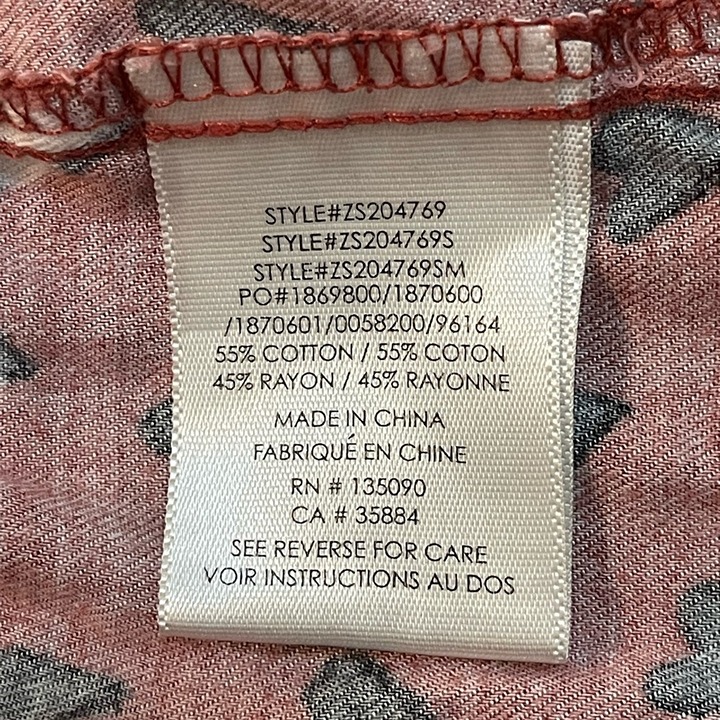 STYLE#ZS204769
STYLE#ZS204769S
STYLE#ZS204769SM
PO#1869800/1870600
/1870601/0058200/96164
55% COTTON / 55% COTON
45% RAYON / 45% RAYONNE
MADE IN CHINA
FABRIQUÉ EN CHINE
RN # 135090
CA # 35884
SEE REVERSE FOR CARE
VOIR INSTRUCTIONS AU DOS